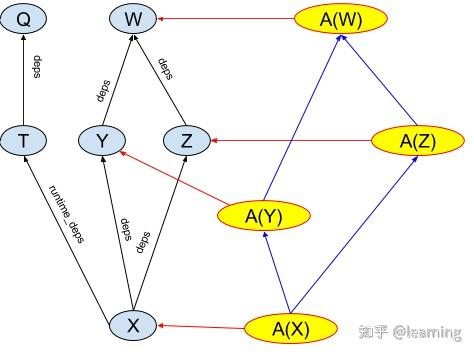 Q
W
A(W)
deps
deps
deps
T
Y
Z
A(Z)
runtime_deps
deps
deps
A(Y)
X
A(X)
知乎 @learning